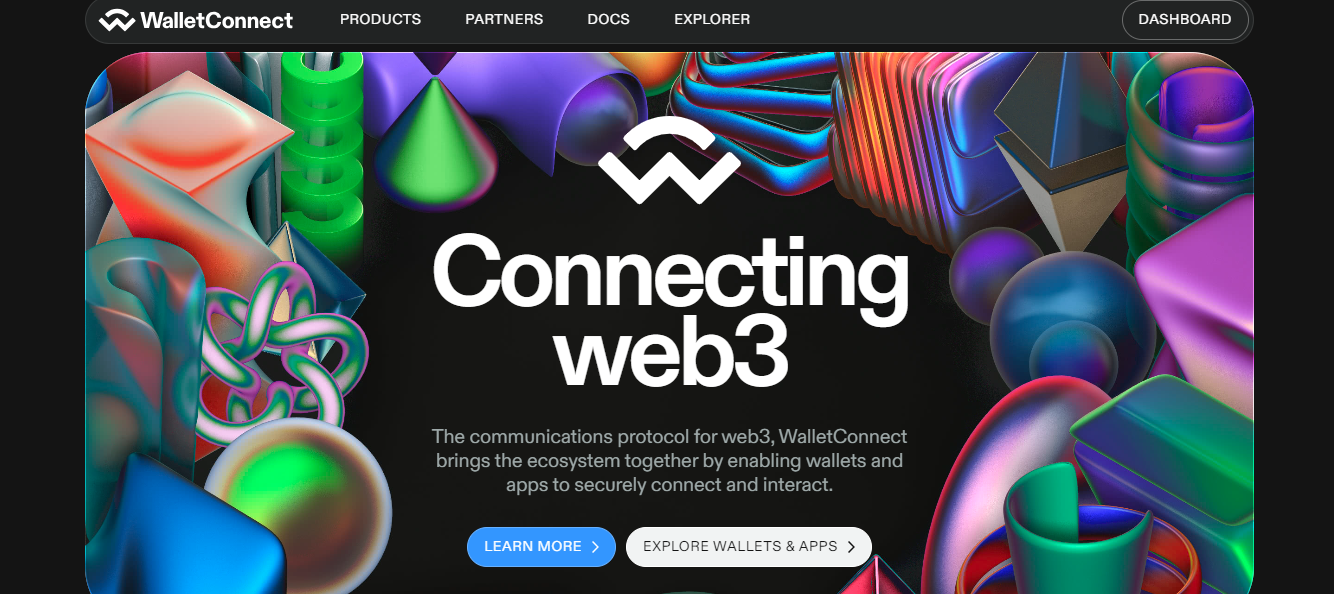 WalletConnect
PRODUCTS
PARTNERS
DOCS
EXPLORER
DASHBOARD
Connecting
web3
The communications protocol for web3, WalletConnect
brings the ecosystem together by enabling wallets and
apps to securely connect and interact.
LEARN MORE
EXPLORE WALLETS & APPS